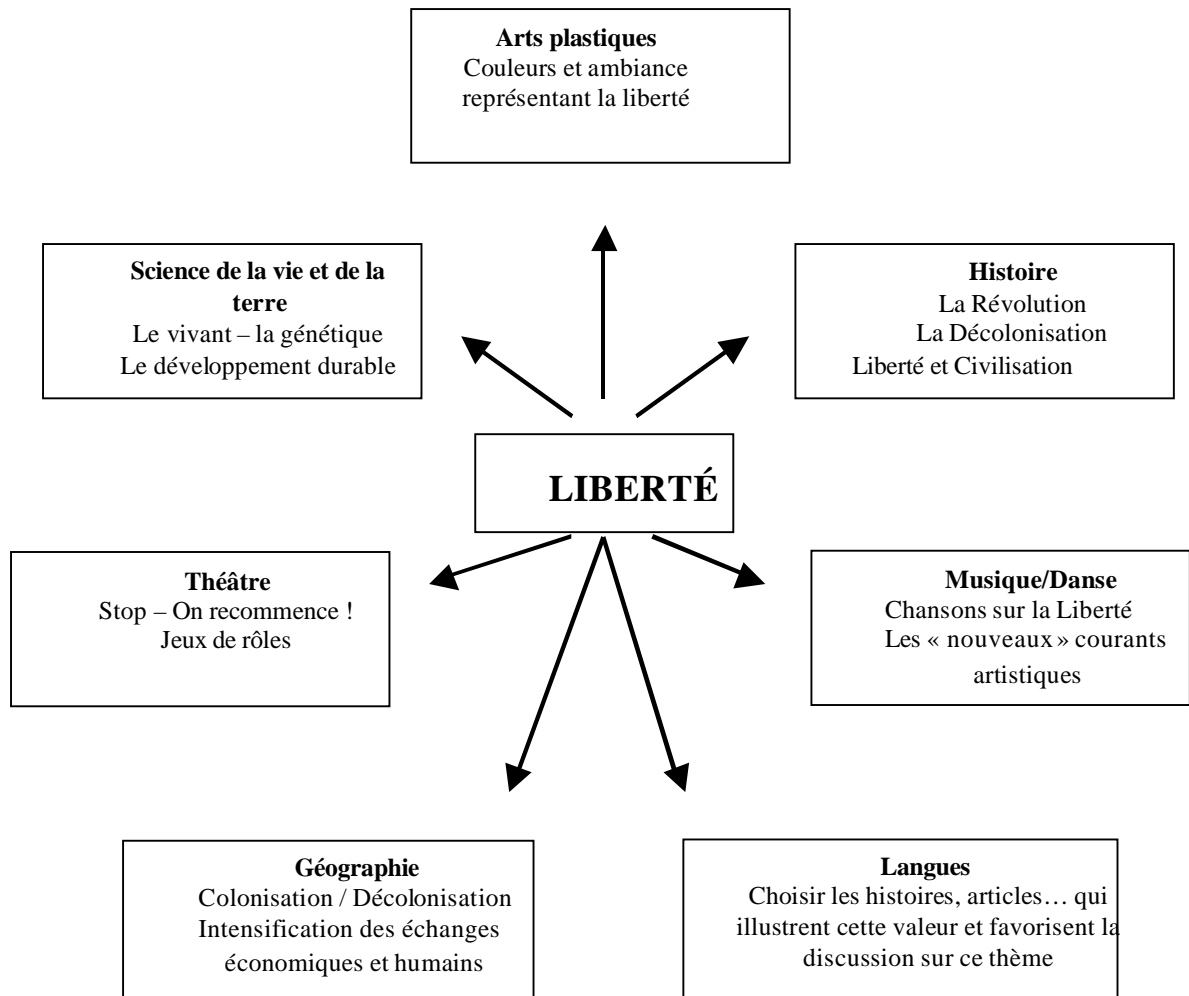 Arts plastiques
Couleurs et ambiance
représentant la liberté
Science de la vie et de la
terre
Le vivant – la génétique
Le développement durable
Histoire
La Révolution
La Décolonisation
Liberté et Civilisation
LIBERTÉ
Théâtre
Stop – On recommence !
Jeux de rôles
Musique/Danse
Chansons sur la Liberté
Les « nouveaux » courants
artistiques
Géographie
Colonisation / Décolonisation
Intensification des échanges
économiques et humains
Langues
Choisir les histoires, articles… qui
illustrent cette valeur et favorisent la
discussion sur ce thème